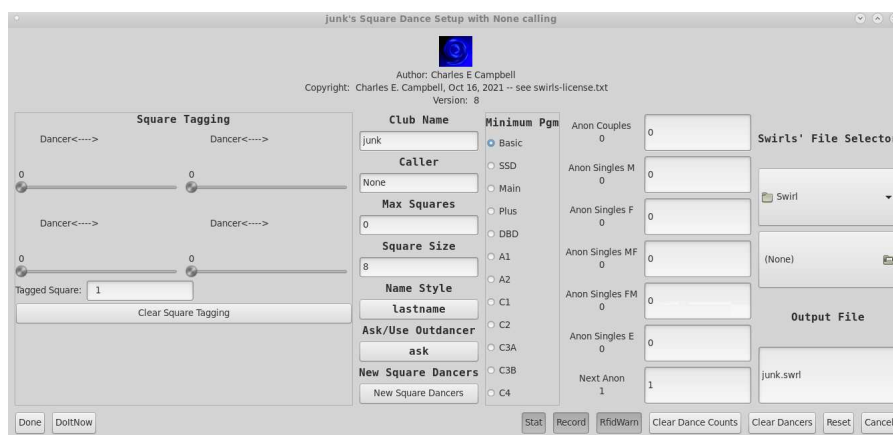 junk's Square Dance Setup with None calling
Author: Charles E Campbell
Copyright: Charles E. Campbell, Oct 16, 2021 -- see swirls-license.txt
Version: 8
Square Tagging
Dancer<---->
Dancer<---->
0
0
Dancer<---->
Dancer<---->
0
0
Tagged Square: 1
Clear Square Tagging
Club Name
junk
Caller
None
Max Squares
0
Square Size
8
Name Style
lastname
Ask/Use Outdancer
ask
New Square Dancers
New Square Dancers
Minimum Pgm
Basic
SSD
Main
Plus
DBD
A1
A2
C1
C2
C3A
C3B
C4
Anon Couples
0
0
Anon Singles M
0
0
Anon Singles F
0
0
Anon Singles MF
0
0
Anon Singles FM
0
0
Anon Singles E
0
0
Next Anon
1
1
Swirls' File Selector
Swirl
(None)
Output File
junk.swrl
Done DoItNow Stat Record RfidWarn Clear Dance Counts Clear Dancers Reset Cancel